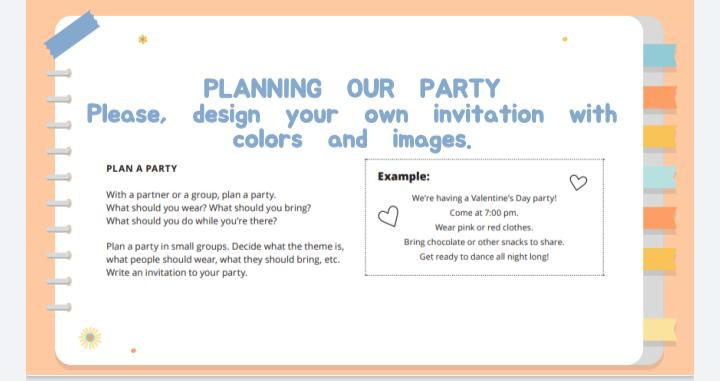 PLANNING OUR PARTY
Please, design your own invitation with
colors and images.
PLAN A PARTY
With a partner or a group, plan a party.
What should you wear? What should you bring?
What should you do while you're there?
Plan a party in small groups. Decide what the theme is,
what people should wear, what they should bring, etc.
Write an invitation to your party.
Example:
We're having a Valentine's Day party!
Come at 7:00 pm.
Wear pink or red clothes.
Bring chocolate or other snacks to share.
Get ready to dance all night long!